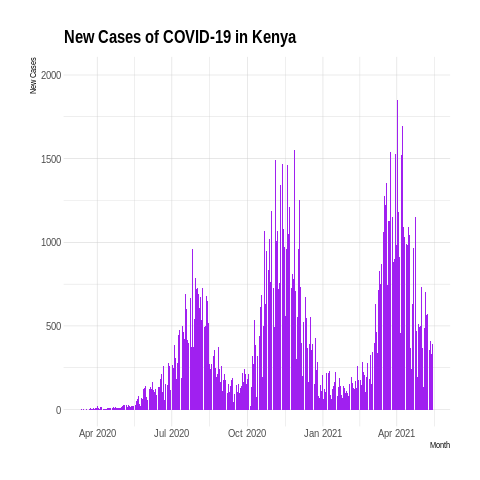 New Cases of COVID-19 in Kenya
New Cases
2000
1500
1000
500
0
Apr 2020 Jul 2020 Oct 2020 Jan 2021 Apr 2021
Month